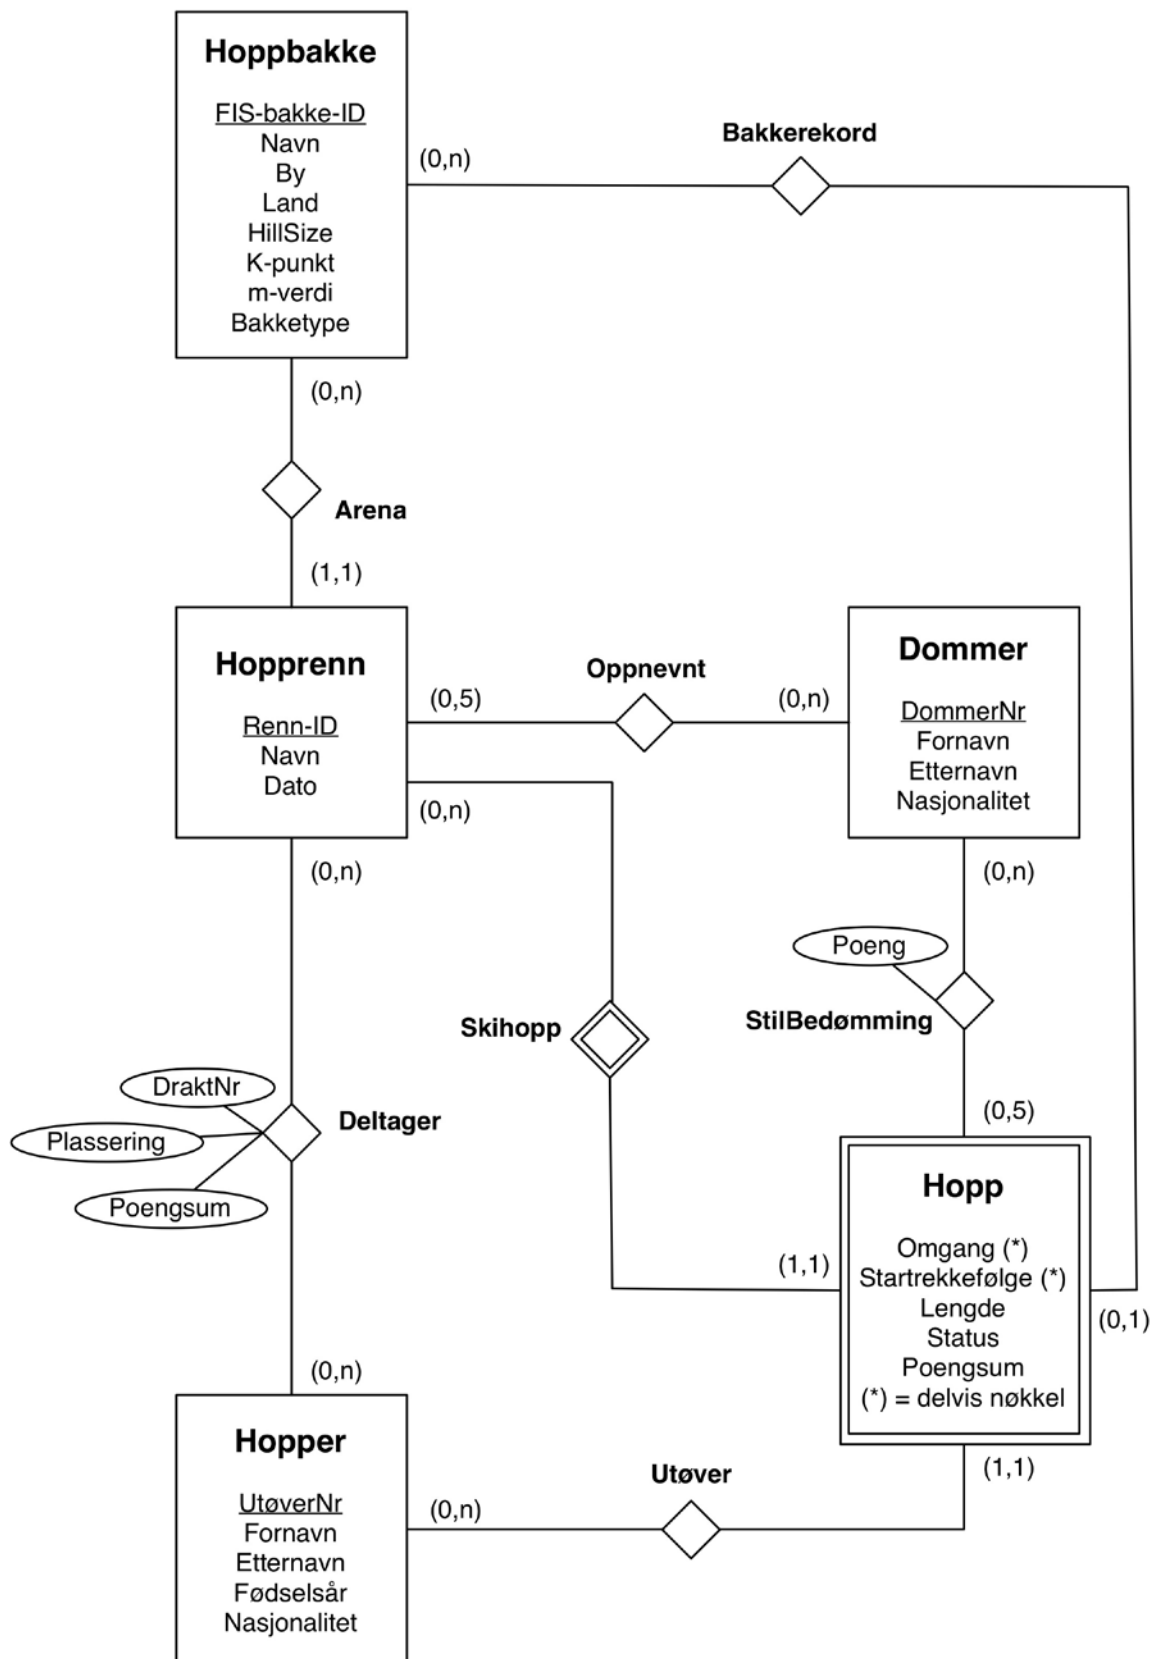 Hoppbakke
FIS-bakke-ID
Navn
By
Land
HillSize
K-punkt
m-verdi
Bakketype
(0,n)
Bakkerekord
(0,n)
Arena
(1,1)
Hopprenn
Renn-ID
Navn
Dato
(0,5)
Oppnevnt
(0,n)
Dommer
DommerNr
Fornavn
Etternavn
Nasjonalitet
(0,n)
(0,n)
(0,n)
Poeng
StilBedømming
Skihopp
(0,5)
DraktNr
Plassering
Poengsum
Deltager
Hopp
Omgang (*)
Startrekkefølge (*)
Lengde
Status
Poengsum
(*) = delvis nøkkel
(1,1)
(0,1)
(0,n)
Hopper
UtøverNr
Fornavn
Etternavn
Fødselsår
Nasjonalitet
(0,n)
Utøver
(1,1)